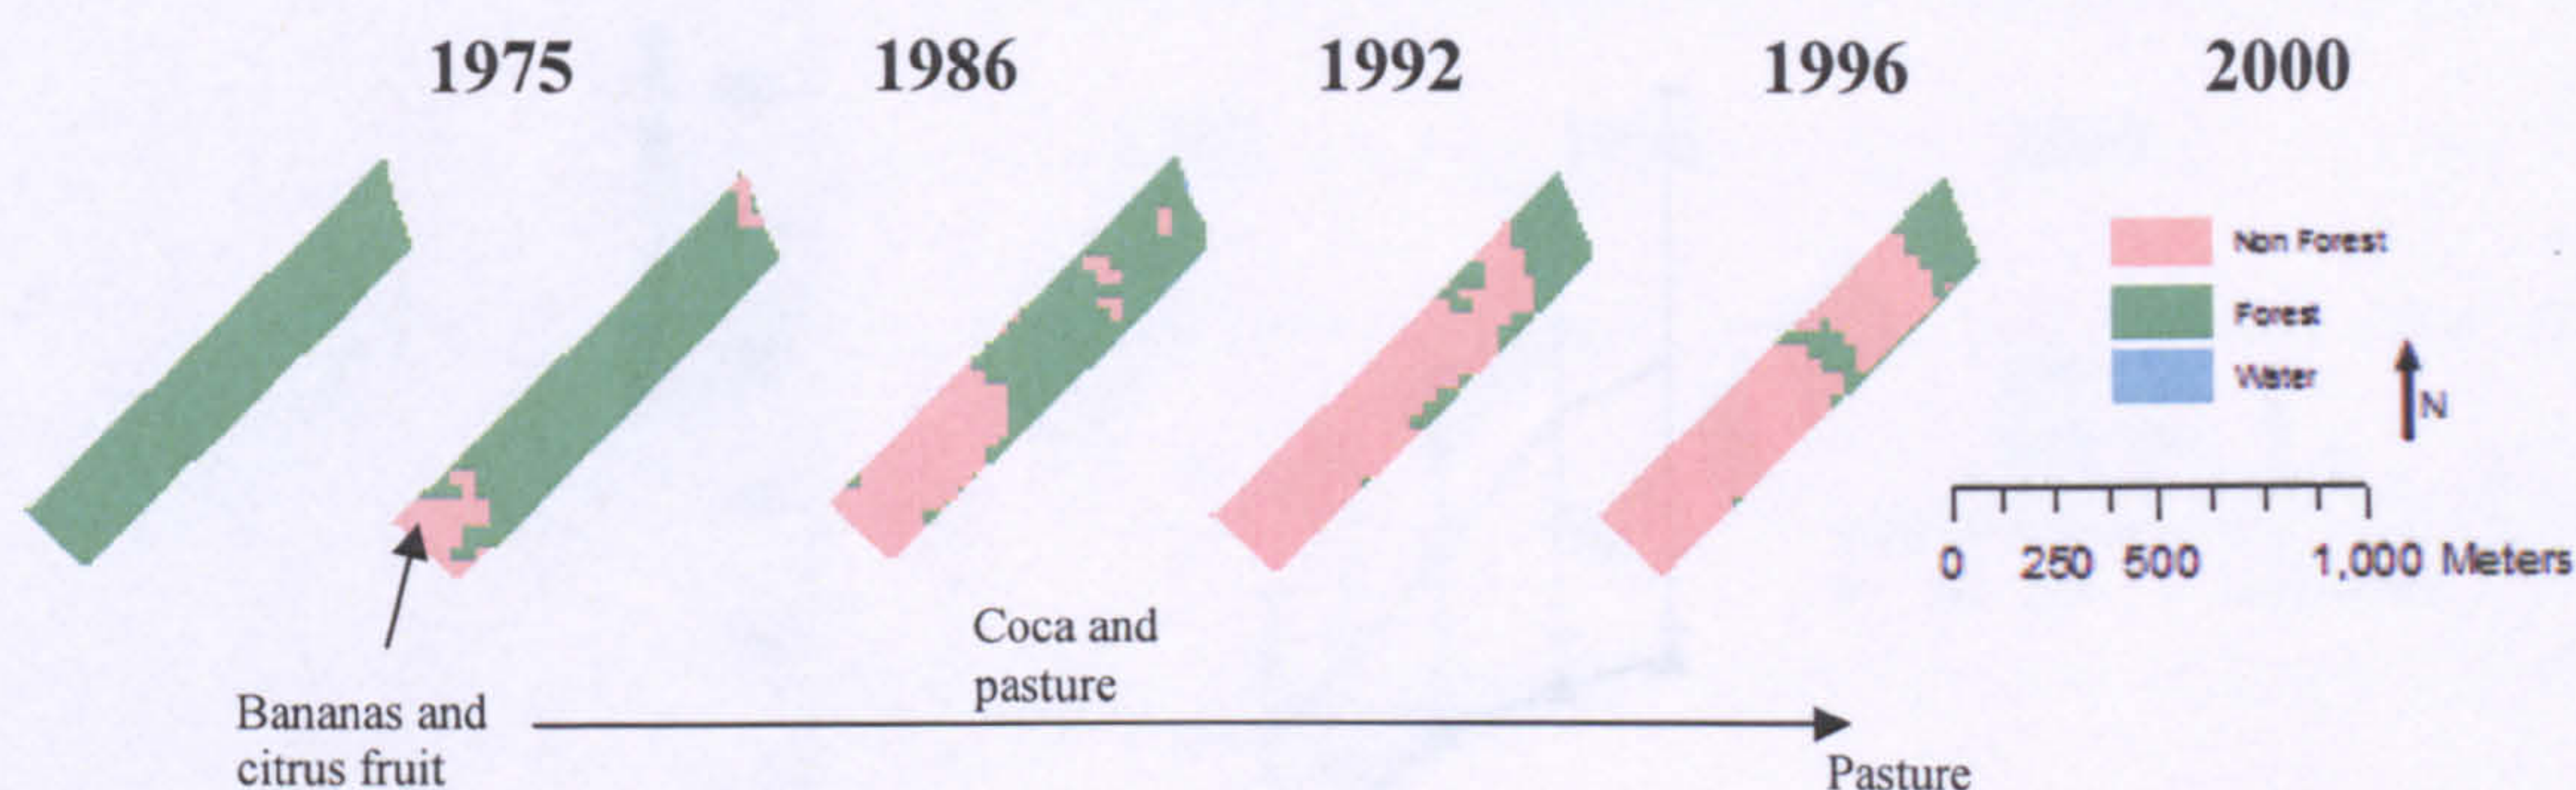 1975 1986 1992 1996 2000
Non Forest
Forest
Water
N
0 250 500 1,000 Meters
Coca and
pasture
Bananas and
citrus fruit
Pasture